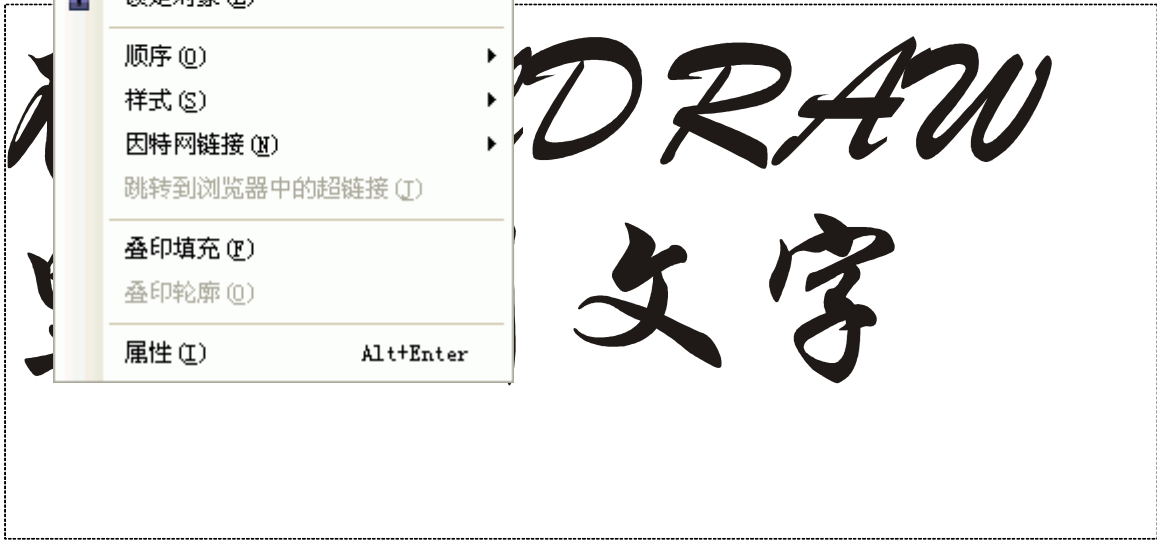 顺序(O)
样式(S)
因特网链接(N)
跳转到浏览器中的超链接(J)
叠印填充(F)
叠印轮廓(O)
属性(I) Alt+Enter
DRAW
文字